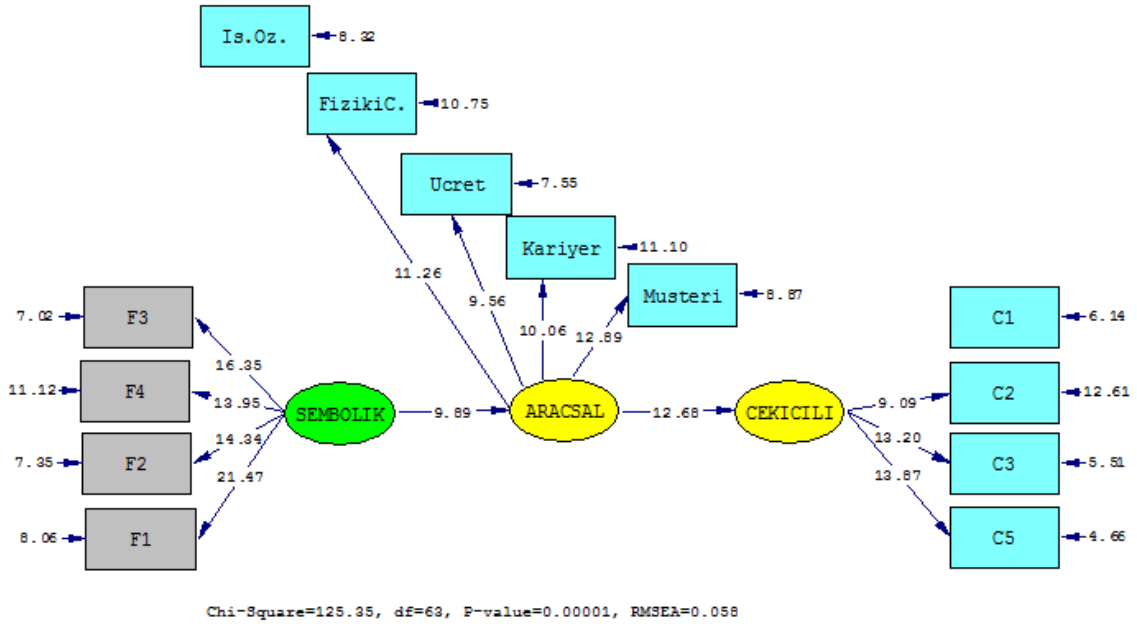 Is.Oz.
8.32
FizikiC.
10.75
Ucret
7.55
Kariyer
11.10
Musteri
8.87
11.26
9.56
10.06
12.89
7.02
F3
11.12
F4
7.35
F2
8.06
F1
16.35
13.95
14.34
21.47
SEMBOLIK
9.89
ARACSAL
12.68
CEKICILI
9.09
13.20
13.87
C1
6.14
C2
12.61
C3
5.51
C5
4.66
Chi-Square=125.35, df=63, P-value=0.00001, RMSEA=0.058